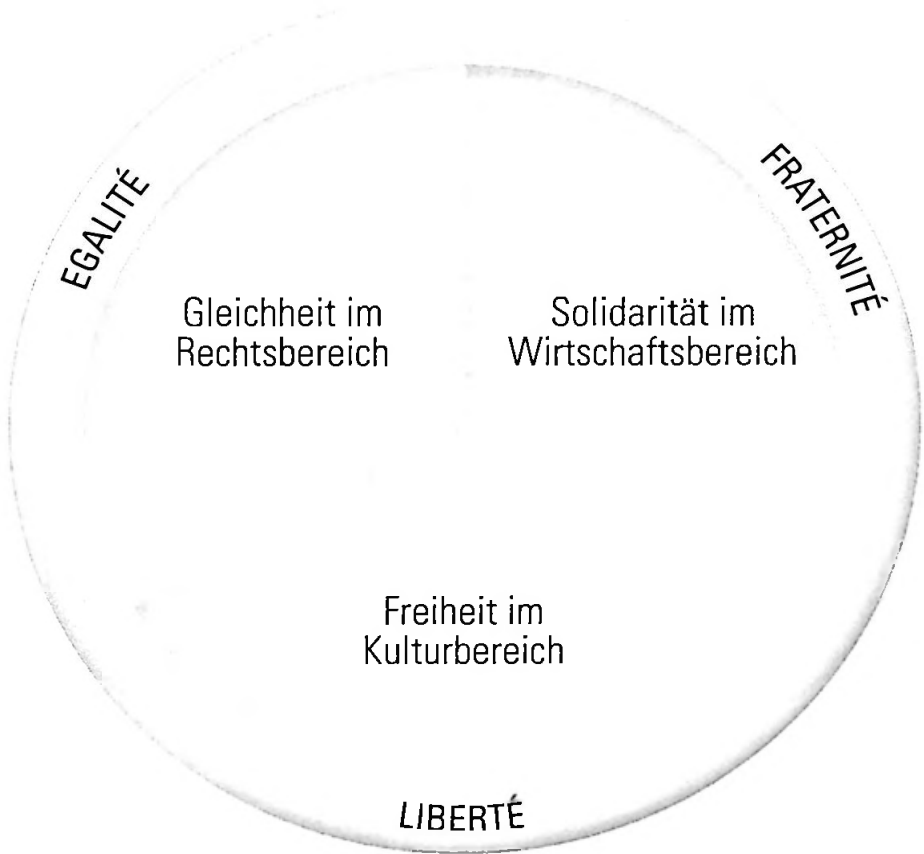 EGALITÉ
FRATERNITÉ
Gleichheit im
Rechtsbereich
Solidarität im
Wirtschaftsbereich
Freiheit im
Kulturbereich
LIBERTÉ